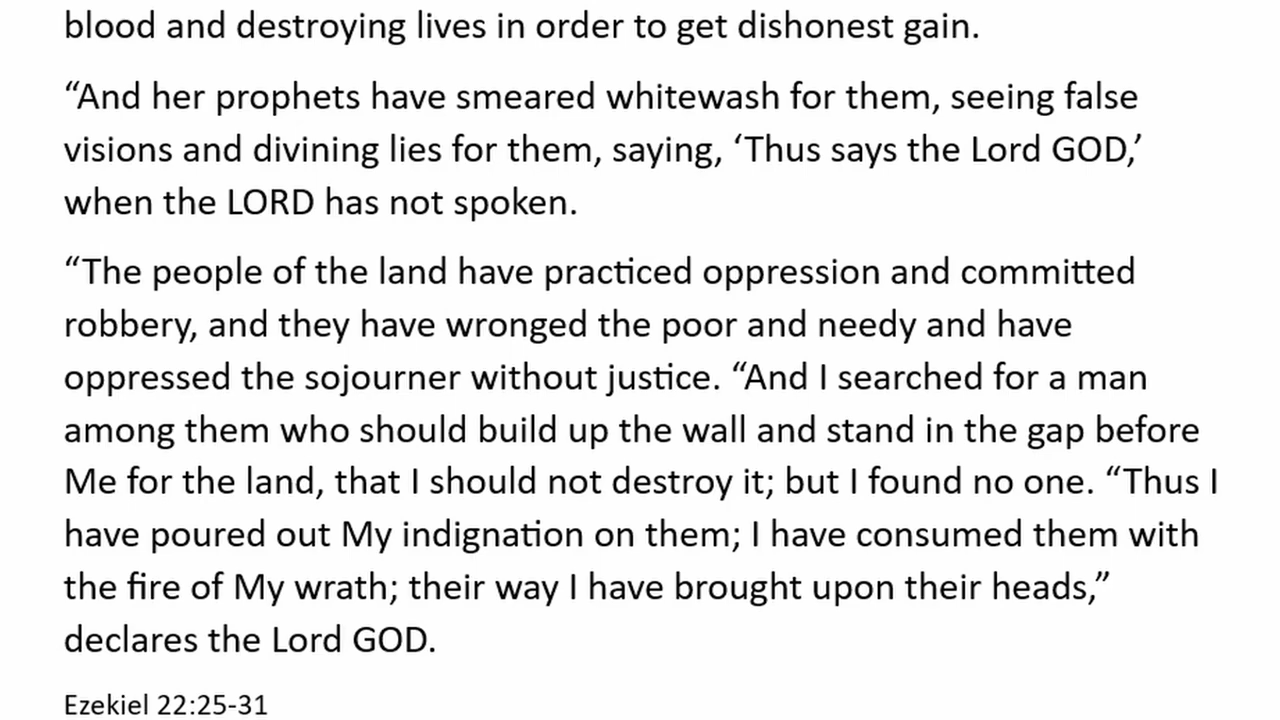 blood and destroying lives in order to get dishonest gain.
“And her prophets have smeared whitewash for them, seeing false
visions and divining lies for them, saying, ‘Thus says the Lord GOD,’
when the LORD has not spoken.
“The people of the land have practiced oppression and committed
robbery, and they have wronged the poor and needy and have
oppressed the sojourner without justice. “And I searched for a man
among them who should build up the wall and stand in the gap before
Me for the land, that I should not destroy it; but I found no one. “Thus I
have poured out My indignation on them; I have consumed them with
the fire of My wrath; their way I have brought upon their heads,”
declares the Lord GOD.
Ezekiel 22:25-31